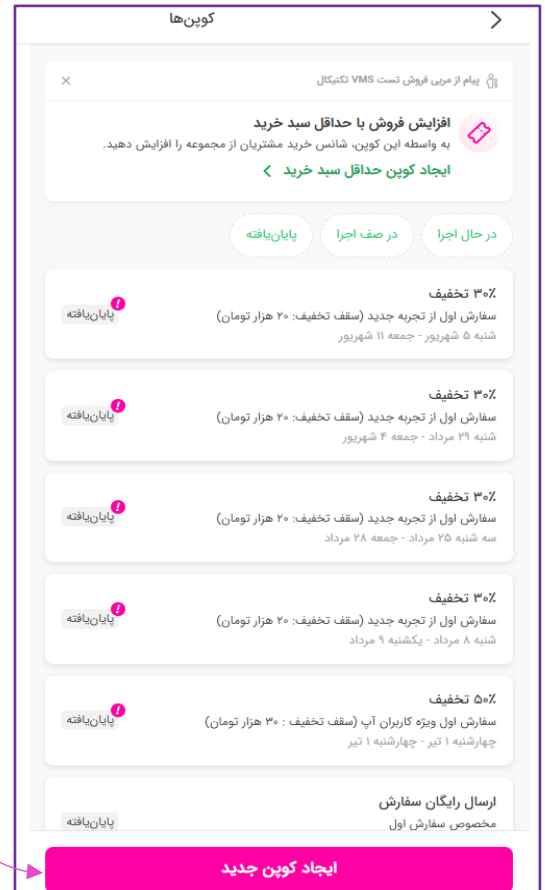 کوپن‌ها
پیام از مربی فروش تست VMS تکنیکال
افزایش فروش با حداقل سبد خرید
به واسطه این کوپن، شانس خرید مشتریان از مجموعه را افزایش دهید.
ایجاد کوپن حداقل سبد خرید
در حال اجرا
در صف اجرا
پایان‌یافته
۳۰٪ تخفیف
سفارش اول از تجربه جدید (سقف تخفیف: ۲۰ هزار تومان)
شنبه ۵ شهریور - جمعه ۱۱ شهریور
پایان‌یافته
۳۰٪ تخفیف
سفارش اول از تجربه جدید (سقف تخفیف: ۲۰ هزار تومان)
شنبه ۲۹ مرداد - جمعه ۴ شهریور
پایان‌یافته
۳۰٪ تخفیف
سفارش اول از تجربه جدید (سقف تخفیف: ۲۰ هزار تومان)
سه شنبه ۲۵ مرداد - جمعه ۲۸ مرداد
پایان‌یافته
۳۰٪ تخفیف
سفارش اول از تجربه جدید (سقف تخفیف: ۲۰ هزار تومان)
شنبه ۸ مرداد - یکشنبه ۹ مرداد
پایان‌یافته
۵۰٪ تخفیف
سفارش اول ویژه کاربران آپ (سقف تخفیف : ۳۰ هزار تومان)
چهارشنبه ۱ تیر - چهارشنبه ۱ تیر
پایان‌یافته
ارسال رایگان سفارش
مخصوص سفارش اول
پایان‌یافته
ایجاد کوپن جدید